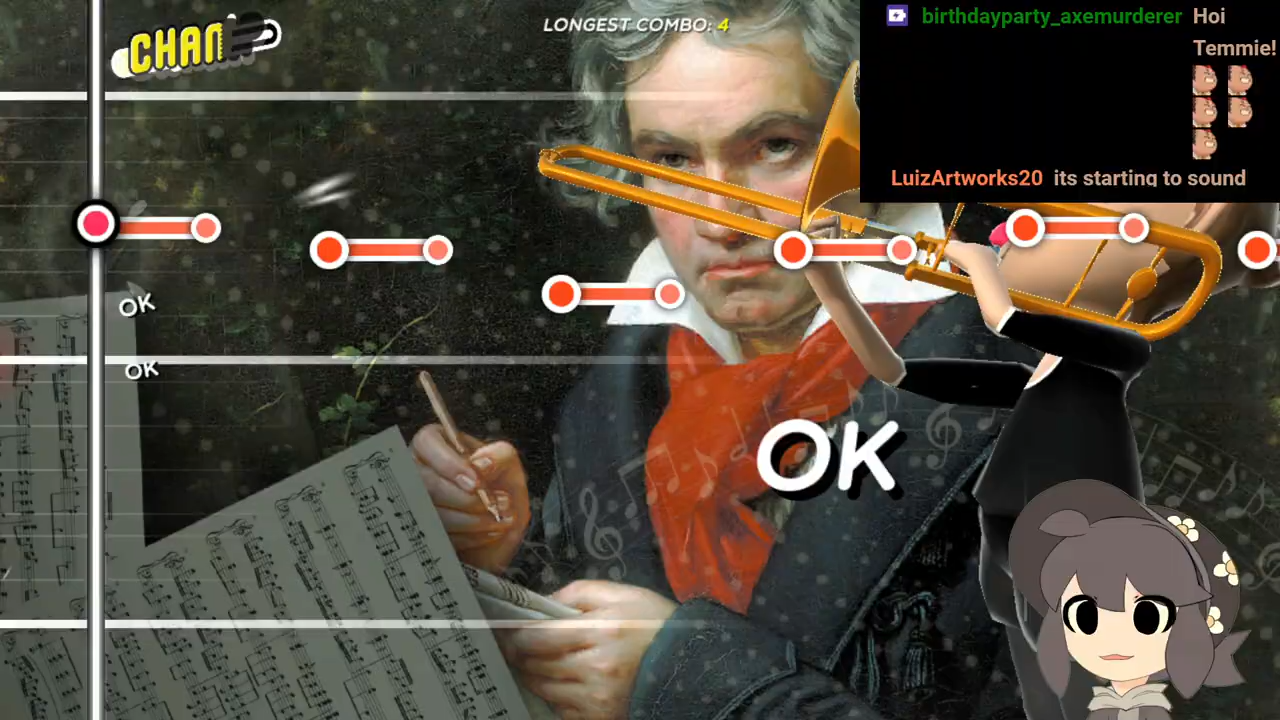 CHAN
LONGEST COMBO: 4
birthdayparty_axemurderer Hoi
Temmie!
LuizArtworks20 its starting to sound
OK
OK
OK